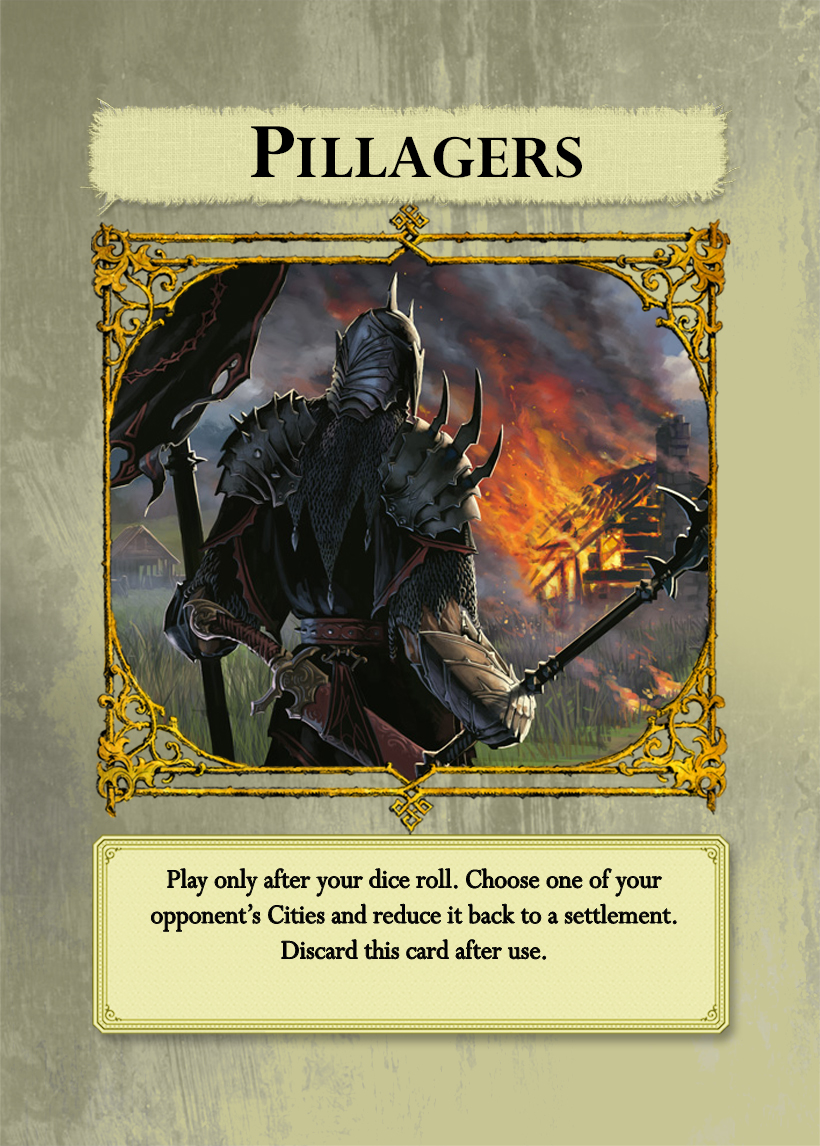 Pillagers
Play only after your dice roll. Choose one of your
opponent's Cities and reduce it back to a settlement.
Discard this card after use.